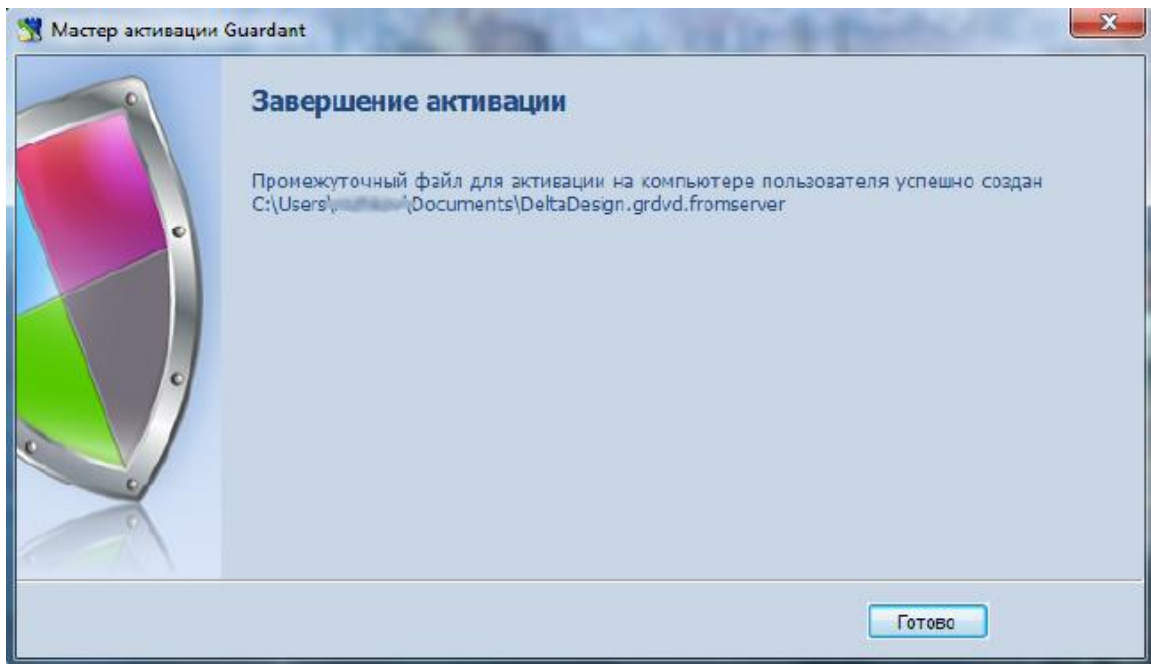 Мастер активации Guardant
Завершение активации
Промежуточный файл для активации на компьютере пользователя успешно создан
C:\Users\ \Documents\DeltaDesign.grdvd.fromserver
Готово